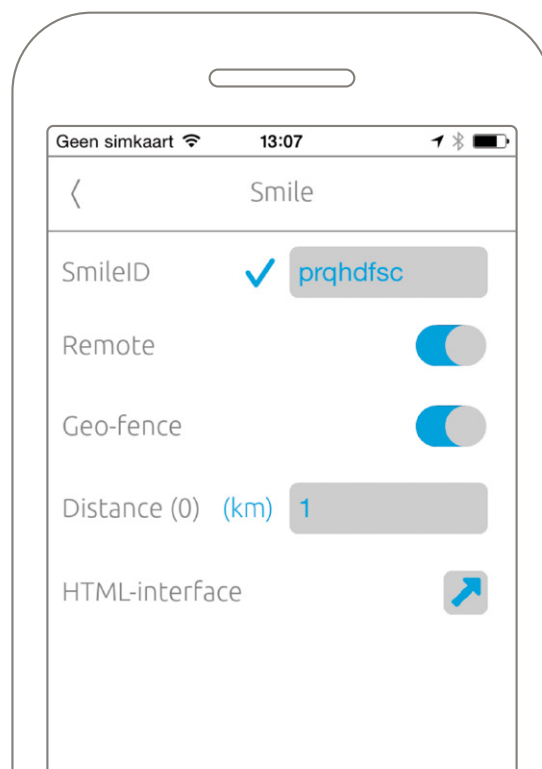 Geen simkaart 13:07
Smile
SmileID prqhdfsc
Remote
Geo-fence
Distance (0) (km) 1
HTML-interface